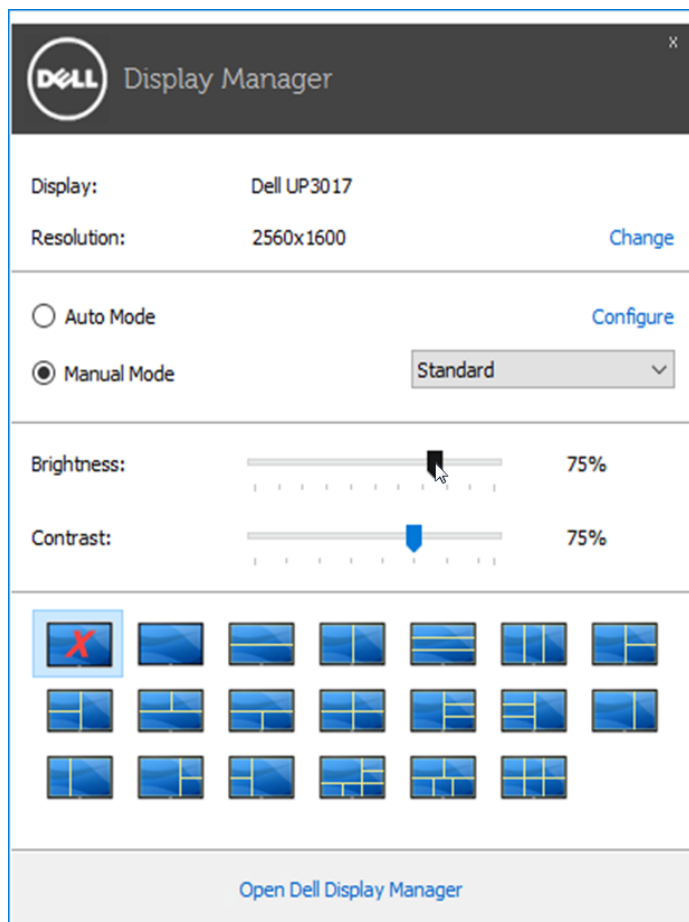 x
DELL Display Manager
Display: Dell UP3017
Resolution: 2560x1600 Change
Auto Mode Configure
Manual Mode Standard
Brightness: 75%
Contrast: 75%
X
Open Dell Display Manager